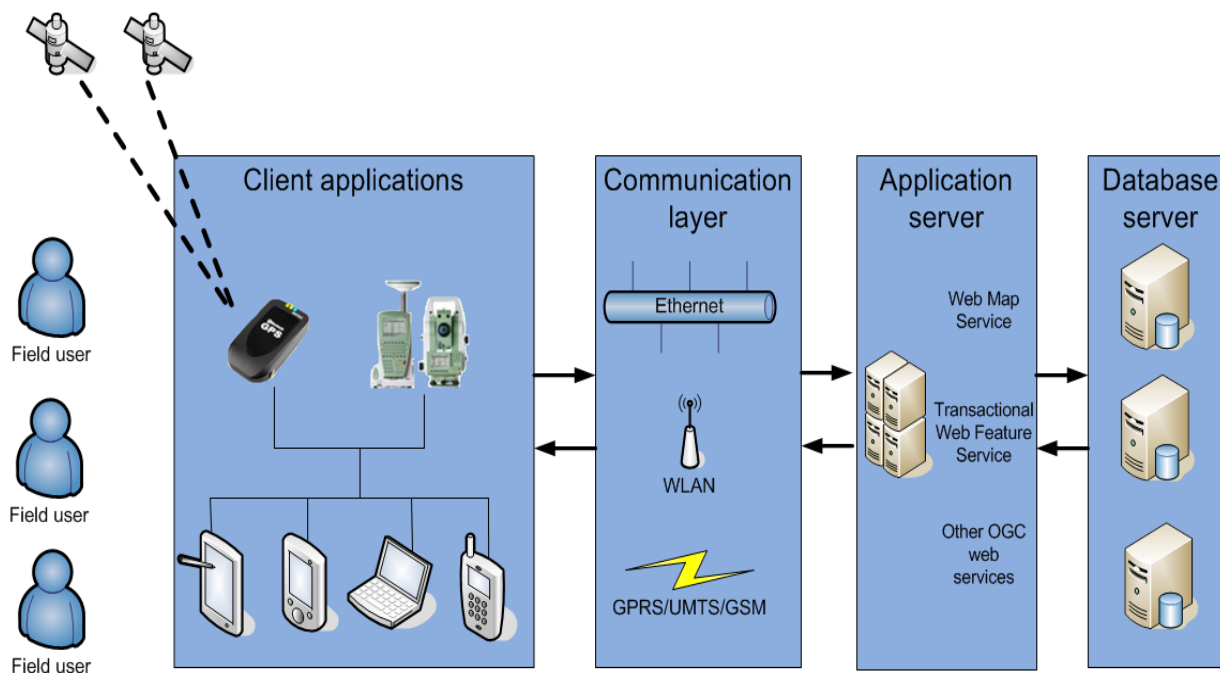 Client applications
Communication
layer
Application
server
Database
server
Field user
Field user
Field user
GPS
Ethernet
WLAN
GPRS/UMTS/GSM
Web Map
Service
Transactional
Web Feature
Service
Other OGC
web
services